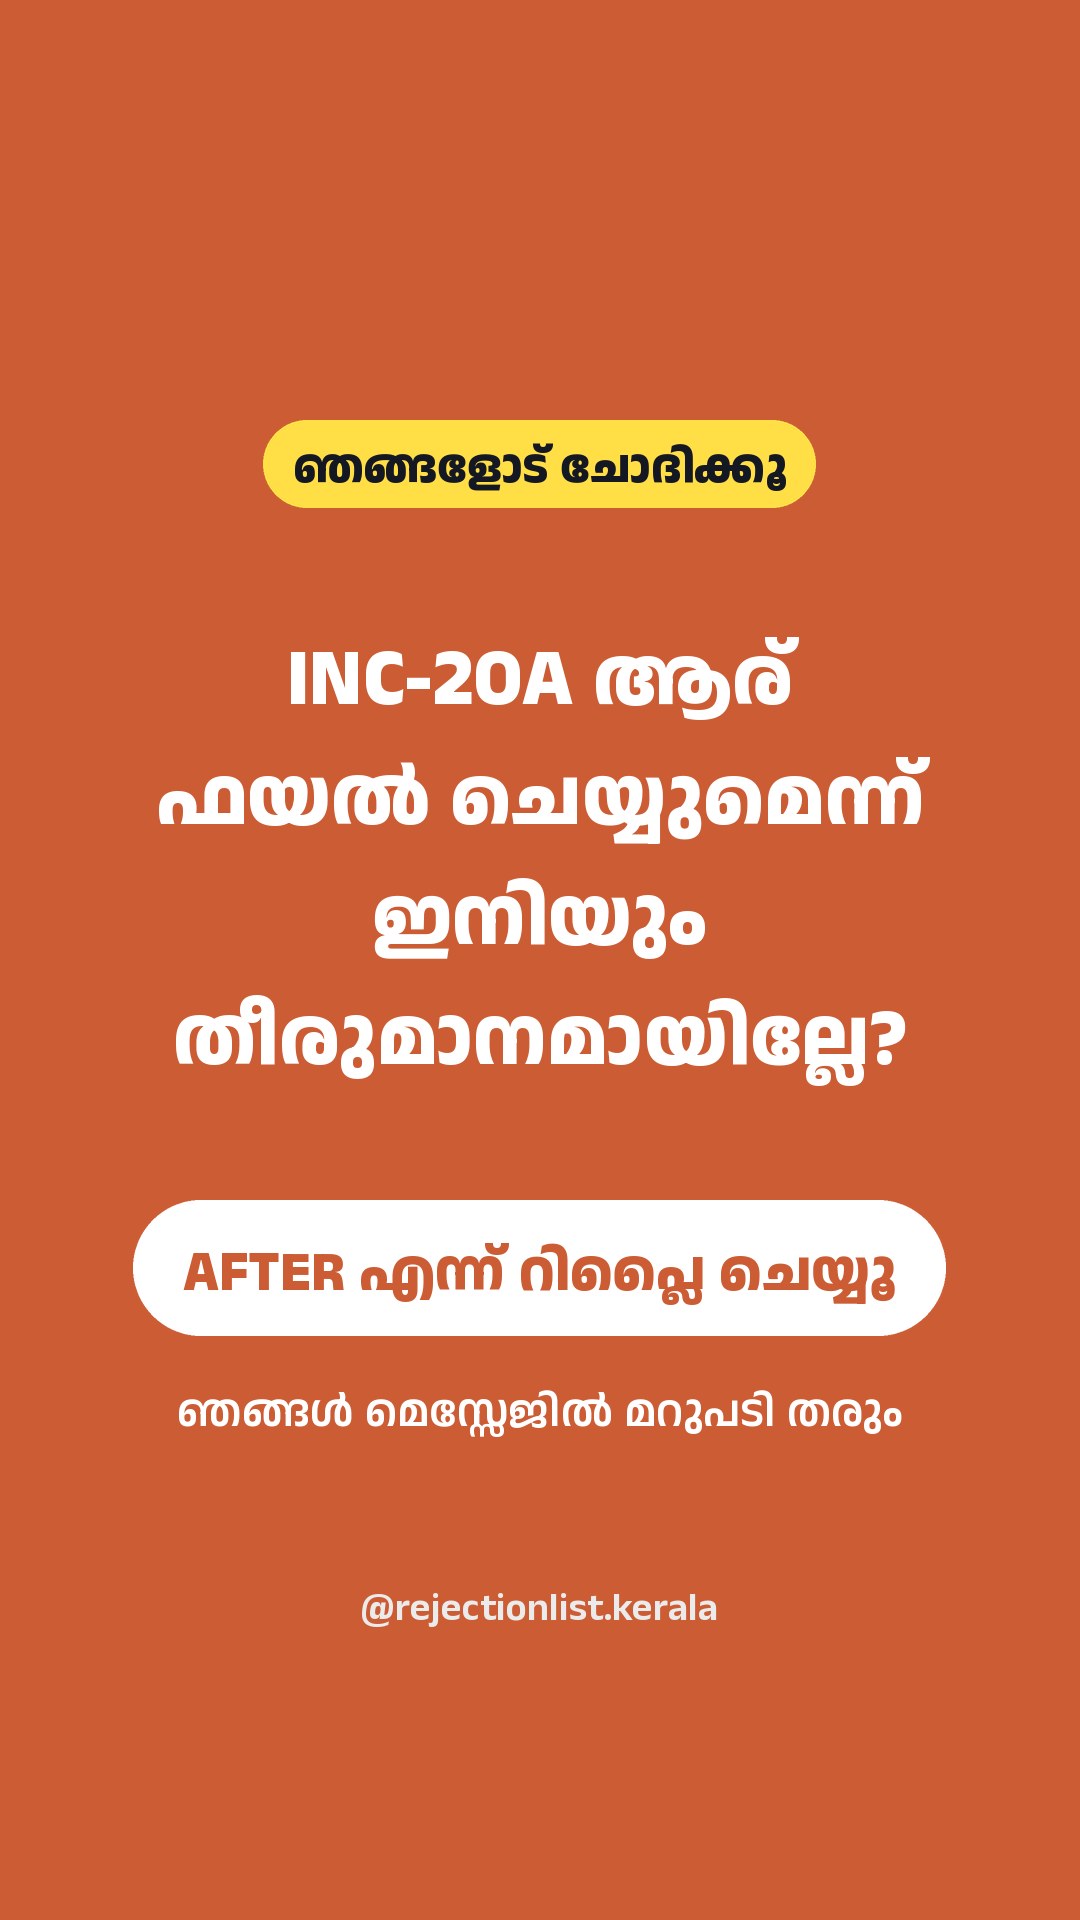 ഞങ്ങളോട് ചോദിക്കൂ
INC-20A ആര്
ഫയൽ ചെയ്യുമെന്ന്
ഇനിയും
തീരുമാനമായില്ലേ?
AFTER എന്ന് റിപ്ലൈ ചെയ്യൂ
ഞങ്ങൾ മെസ്സേജിൽ മറുപടി തരും
@rejectionlist.kerala